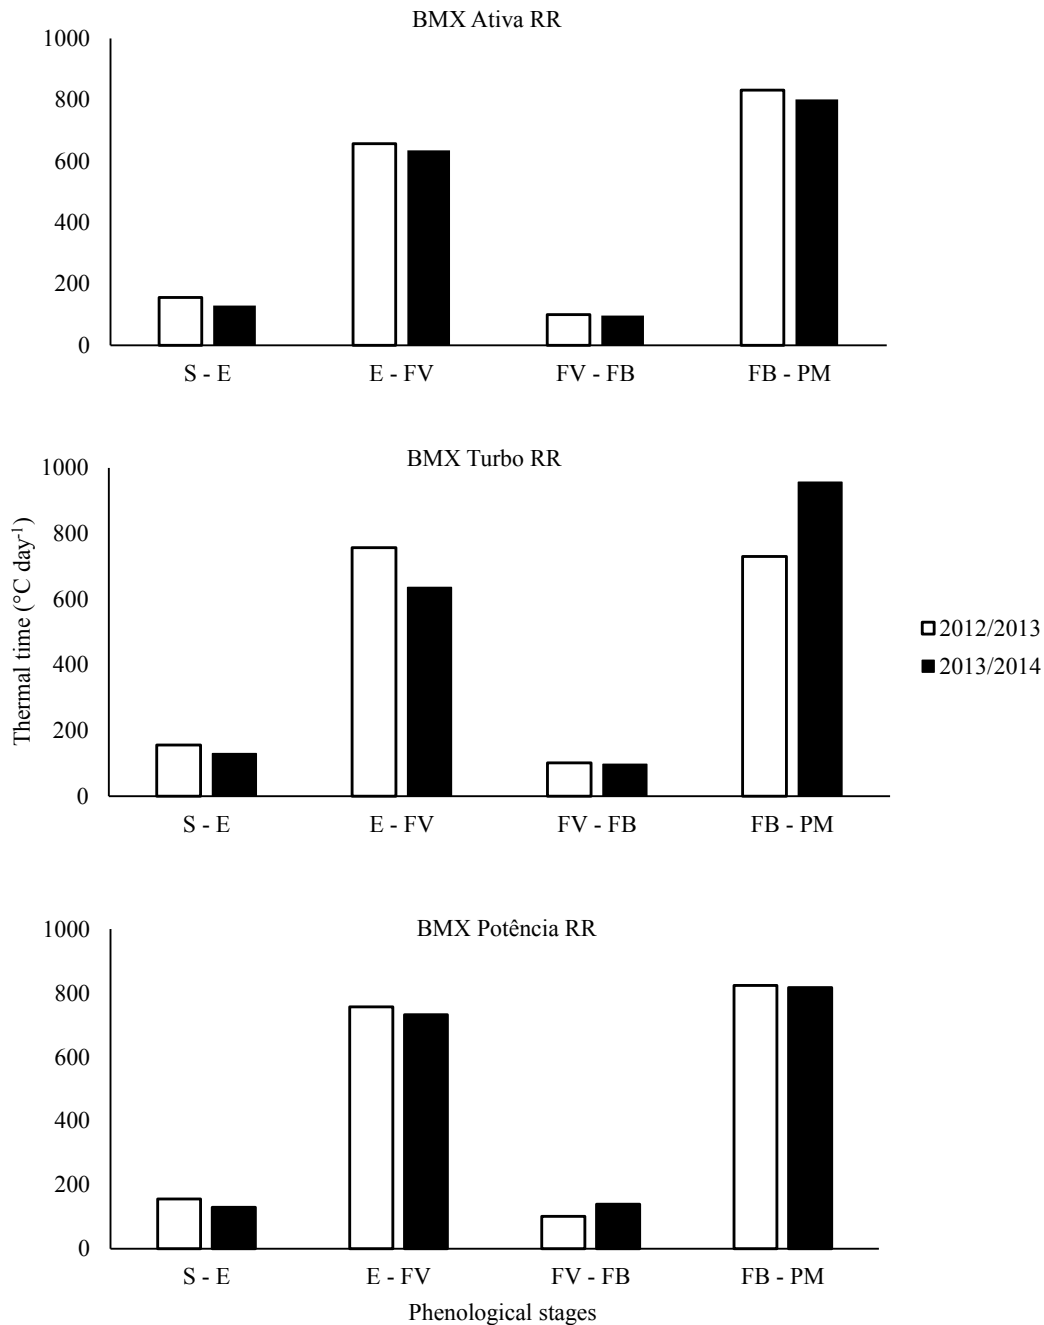 BMX Ativa RR
1000
800
600
400
200
0
S - E E - FV FV - FB FB - PM
BMX Turbo RR
1000
800
600
400
200
0
S - E E - FV FV - FB FB - PM
Thermal time (°C day-1)
2012/2013
2013/2014
BMX Potência RR
1000
800
600
400
200
0
S - E E - FV FV - FB FB - PM
Phenological stages